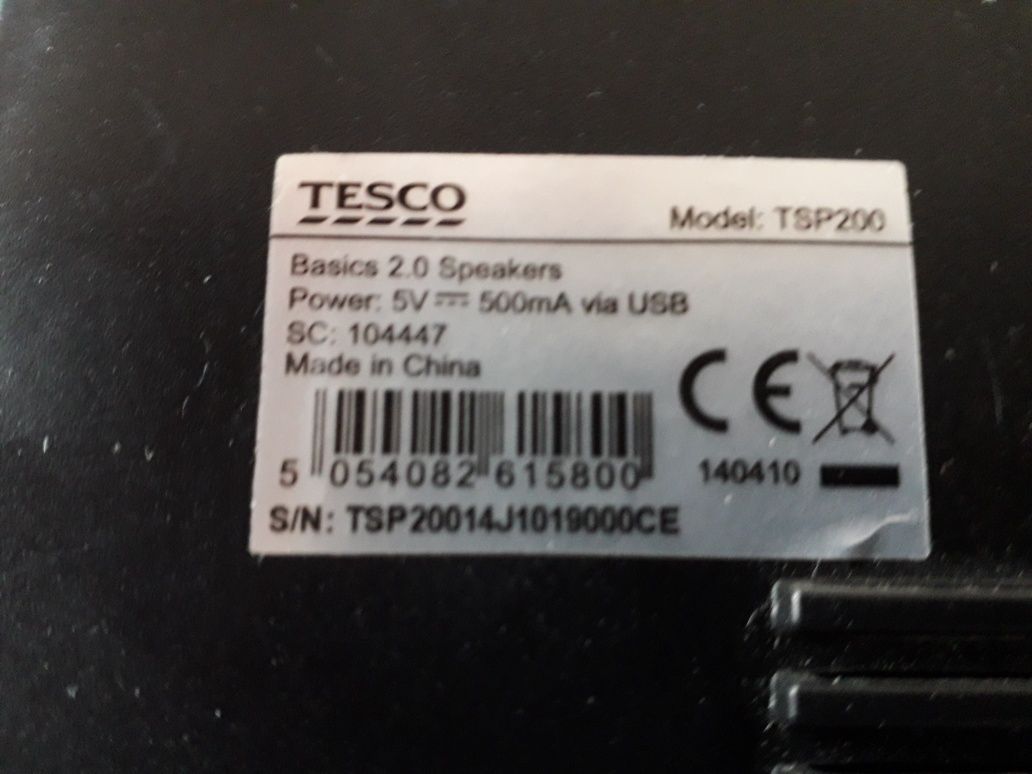 TESCO
Model: TSP200
Basics 2.0 Speakers
Power: 5V ⎓ 500mA via USB
SC: 104447
Made in China
CE
5 054082 615800
140410
S/N: TSP20014J1019000CE